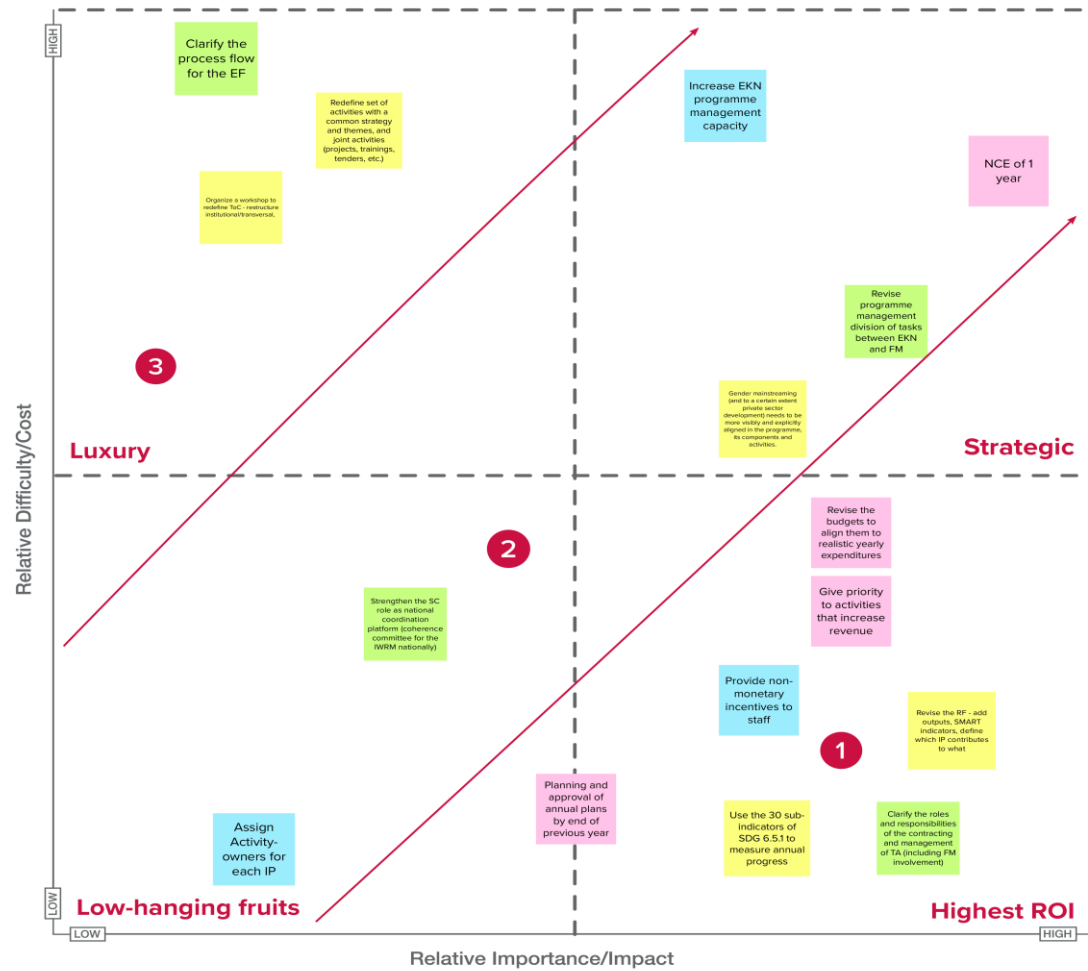 HIGH
Clarify the
process flow
for the EF
Redefine set of
activities with a
common strategy
and themes, and
joint activities
(projects, trainings,
tenders, etc.)
Organize a workshop to
redefine ToC - restructure
institutional/transversal,
Increase EKN
programme
management
capacity
NCE of 1
year
Revise
programme
management
division of tasks
between EKN
and FM
Gender mainstreaming
(and to a certain extent
private sector
development) needs to be
more visibly and explicitly
aligned in the programme,
its components and
activities.
3
Luxury
Strategic
Relative Difficulty/Cost
2
Revise the
budgets to
align them to
realistic yearly
expenditures
Give priority
to activities
that increase
revenue
Strengthen the SC
role as national
coordination
platform (coherence
committee for the
IWRM nationally)
Provide non-
monetary
incentives to
staff
Revise the RF - add
outputs, SMART
indicators, define
which IP contributes
to what
1
Planning and
approval of
annual plans
by end of
previous year
Assign
Activity-
owners for
each IP
Use the 30 sub-
indicators of
SDG 6.5.1 to
measure annual
progress
Clarify the roles
and responsibilities
of the contracting
and management
of TA (including FM
involvement)
LOW
Low-hanging fruits
Highest ROI
LOW
HIGH
Relative Importance/Impact